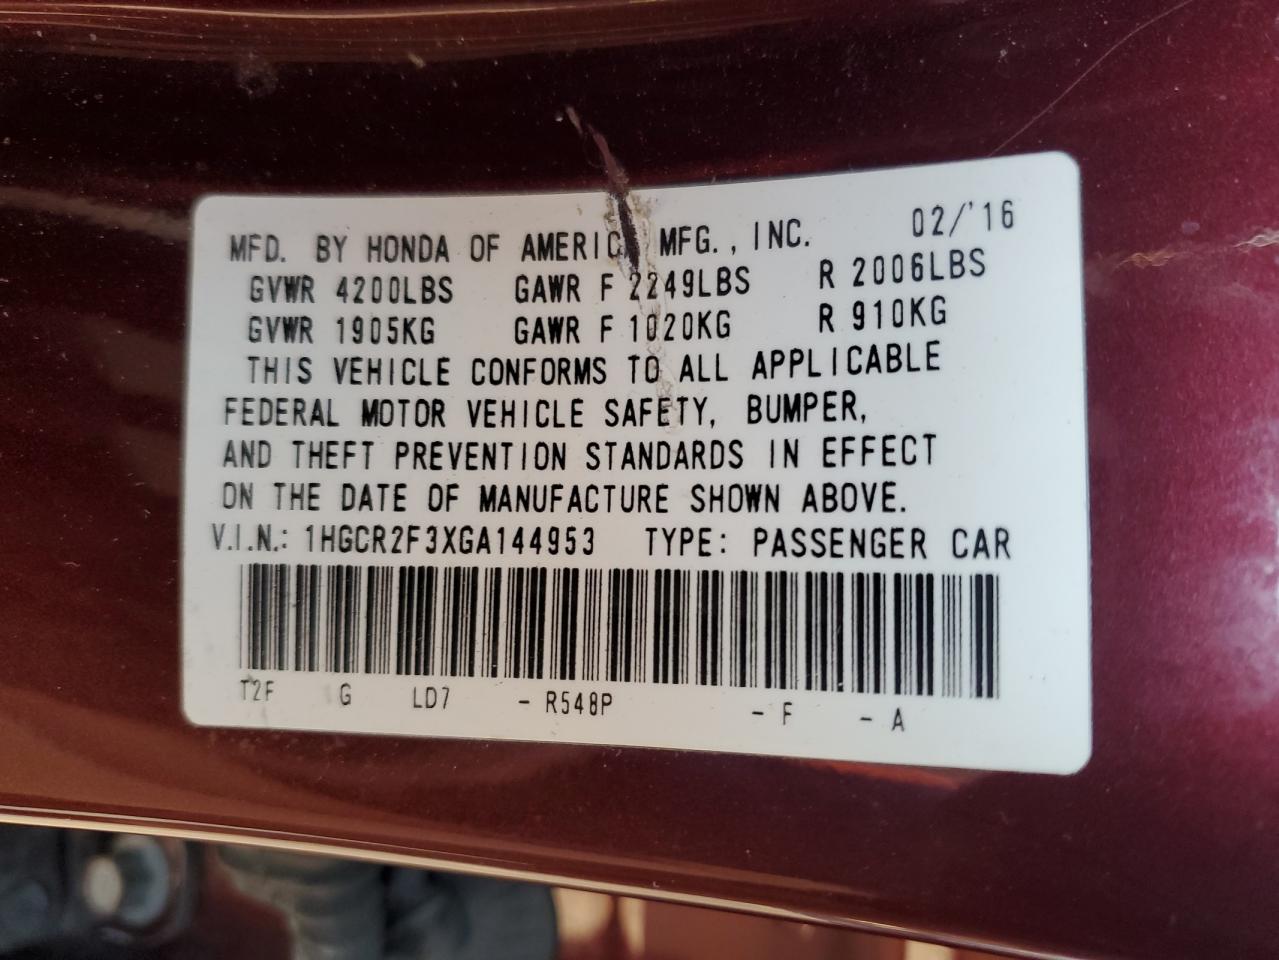 MFD. BY HONDA OF AMERICA MFG., INC. 02/'16
GVWR 4200LBS GAWR F 2249LBS R 2006LBS
GVWR 1905KG GAWR F 1020KG R 910KG
THIS VEHICLE CONFORMS TO ALL APPLICABLE
FEDERAL MOTOR VEHICLE SAFETY, BUMPER,
AND THEFT PREVENTION STANDARDS IN EFFECT
ON THE DATE OF MANUFACTURE SHOWN ABOVE.
V.I.N.: 1HGCR2F3XGA144953 TYPE: PASSENGER CAR
T2F G LD7 - R548P - F - A